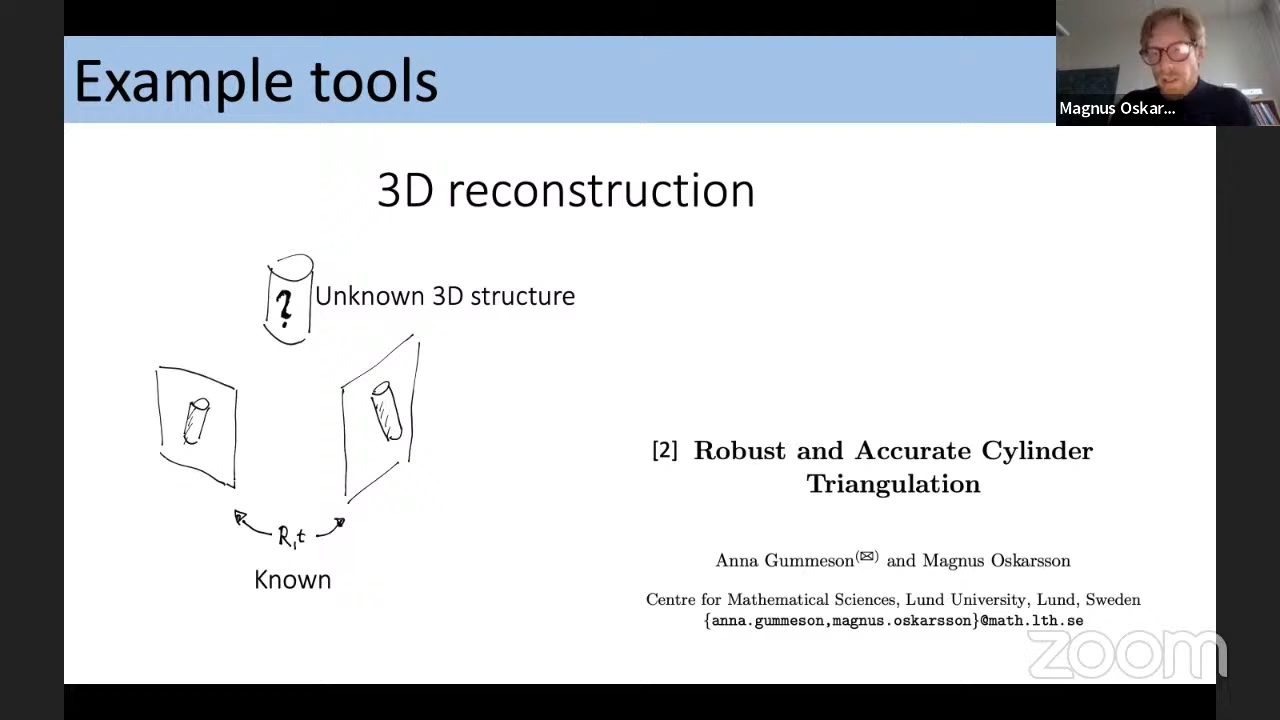 Example tools
Magnus Oskar...
3D reconstruction
?
Unknown 3D structure
R,t
Known
[2] Robust and Accurate Cylinder
Triangulation
Anna Gummeson(✉) and Magnus Oskarsson
Centre for Mathematical Sciences, Lund University, Lund, Sweden
{anna.gummeson,magnus.oskarsson}@math.lth.se
zoom